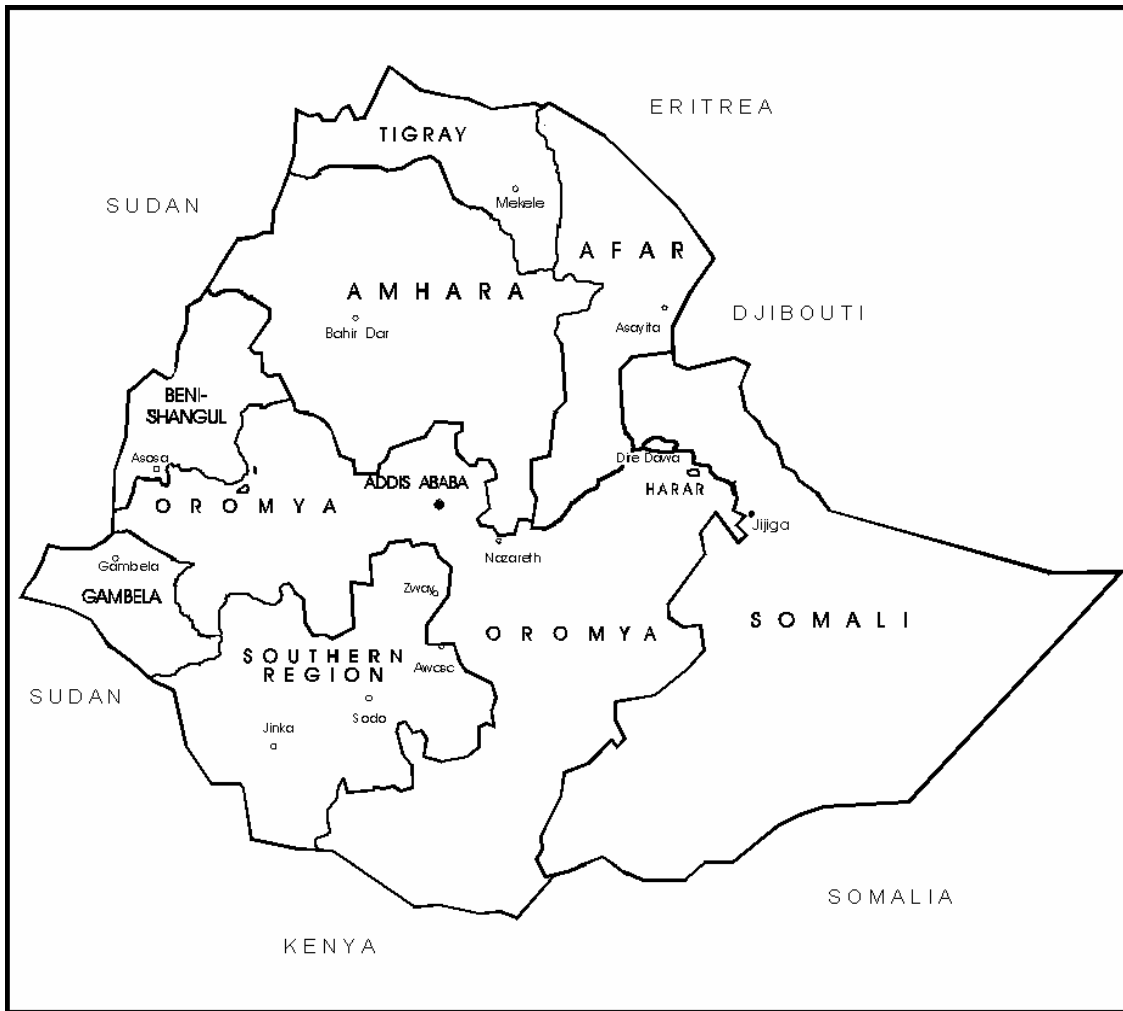 ERITREA
TIGRAY
Mekele
SUDAN
AFAR
AMHARA
Bahir Dar
Asayita
DJIBOUTI
BENI-
SHANGUL
Asosa
Dire Dawa
ADDIS ABABA
HARAR
OROMYA
Jijiga
Nazareth
Gambela
GAMBELA
Zway
SOMALI
OROMYA
SOUTHERN
REGION
Awasa
SUDAN
Sodo
Jinka
SOMALIA
KENYA